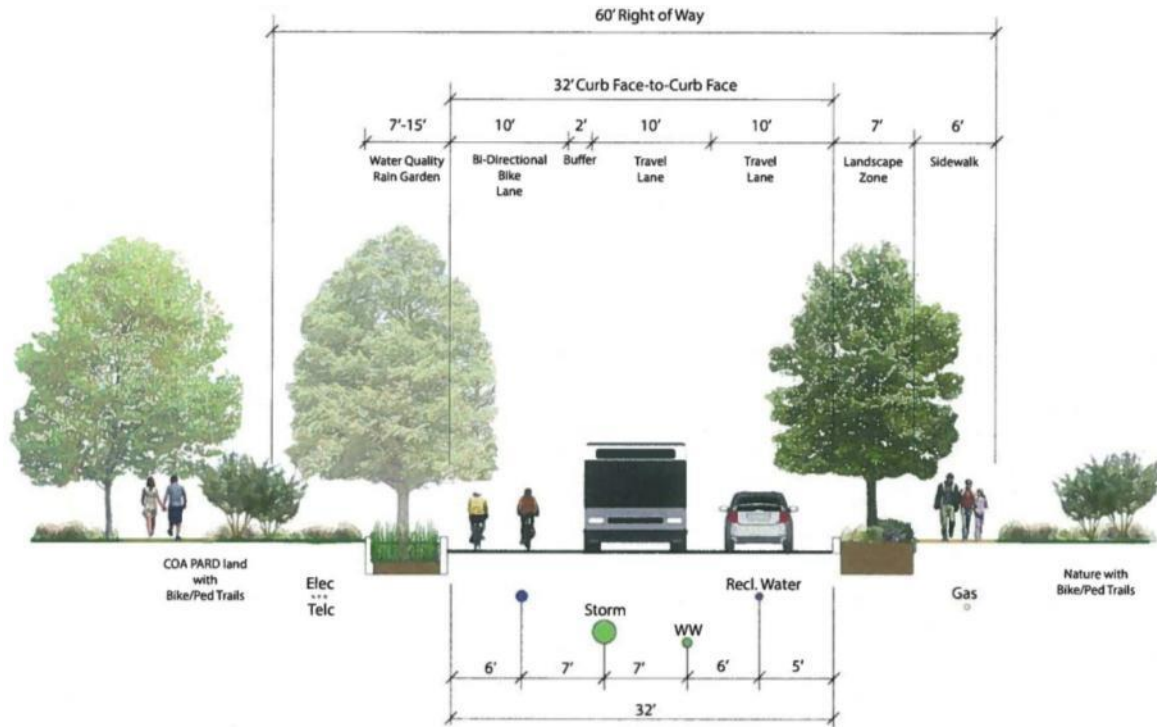 60' Right of Way
32' Curb Face-to-Curb Face
7'-15'
10'
2'
10'
10'
7'
6'
Water Quality
Rain Garden
Bi-Directional
Bike
Lane
Buffer
Travel
Lane
Travel
Lane
Landscape
Zone
Sidewalk
COA PARD land
with
Bike/Ped Trails
Elec
Telc
Storm
WW
Recl. Water
Gas
Nature with
Bike/Ped Trails
6'
7'
7'
6'
5'
32'